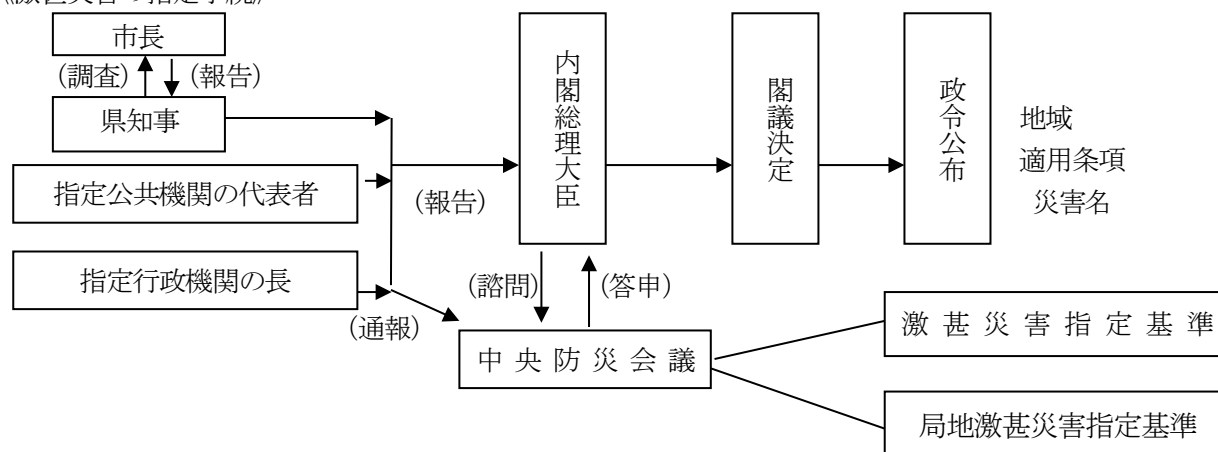 《激甚災害の指定手続》
市長
(調査)
(報告)
県知事
指定公共機関の代表者
指定行政機関の長
(報告)
(通報)
内閣総理大臣
(諮問)
(答申)
中央防災会議
閣議決定
政令公布
地域
適用条項
災害名
激甚災害指定基準
局地激甚災害指定基準